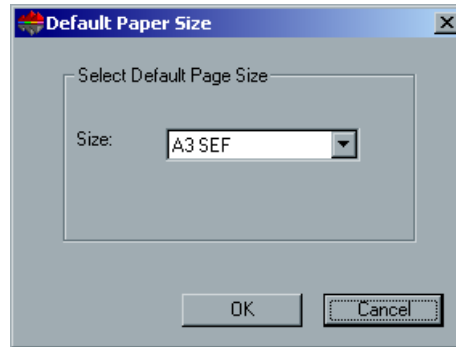 Default Paper Size
Select Default Page Size
Size: A3 SEF
OK Cancel